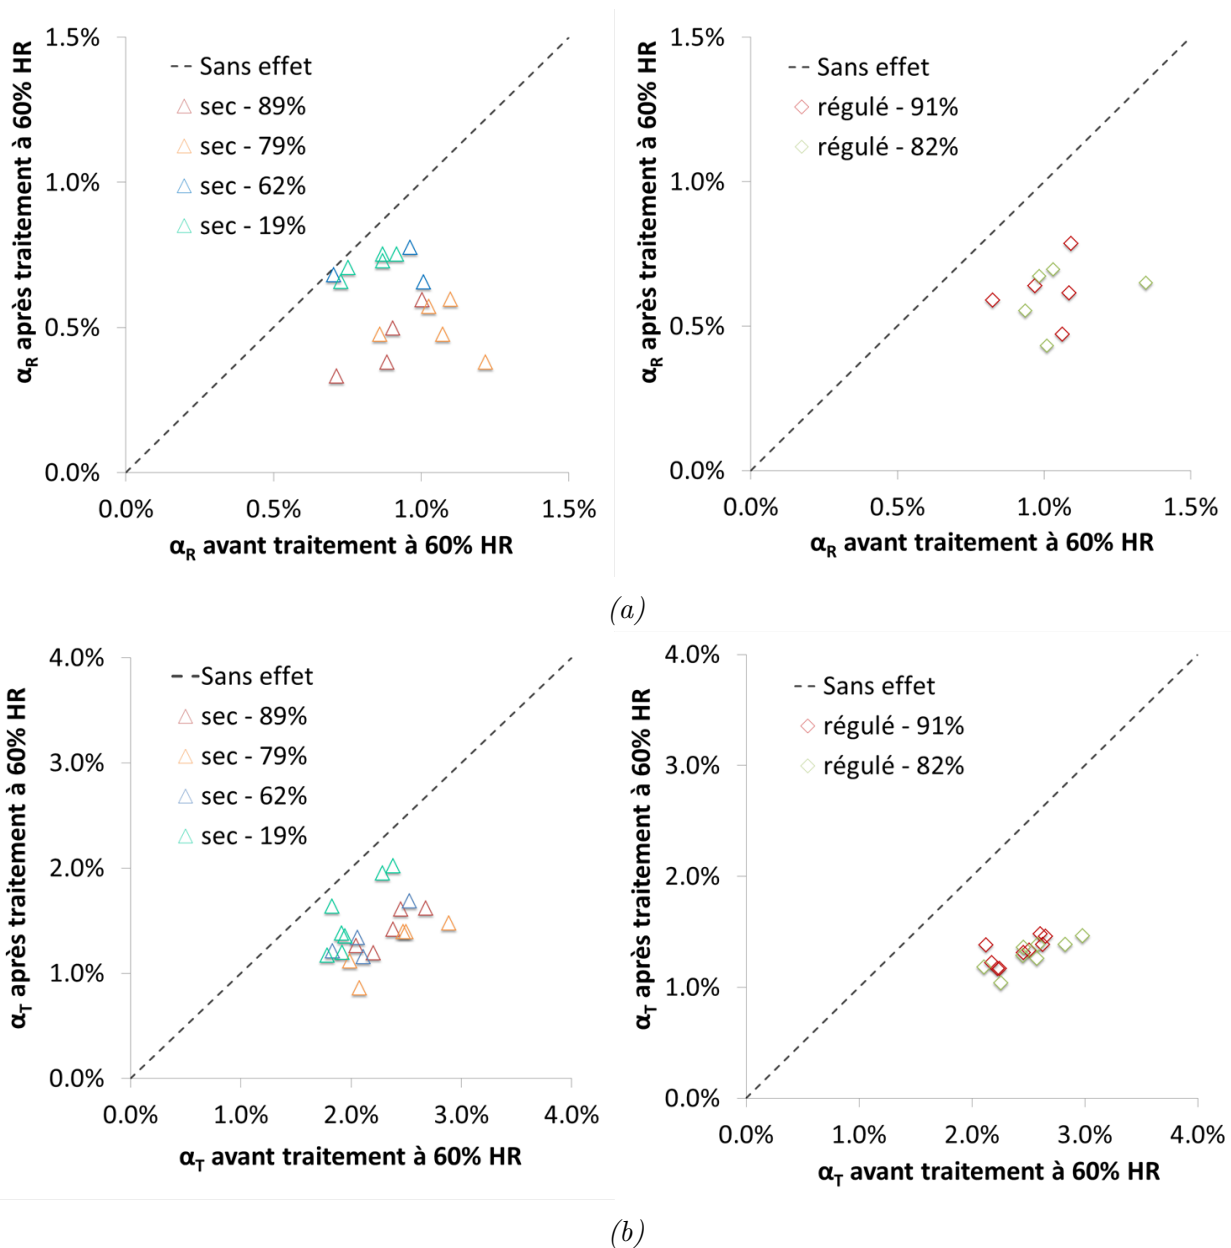 1.5%
1.0%
0.5%
0.0%
αR après traitement à 60% HR
Sans effet
sec - 89%
sec - 79%
sec - 62%
sec - 19%
0.0% 0.5% 1.0% 1.5%
αR avant traitement à 60% HR
1.5%
1.0%
0.5%
0.0%
αR après traitement à 60% HR
Sans effet
régulé - 91%
régulé - 82%
0.0% 0.5% 1.0% 1.5%
αR avant traitement à 60% HR
(a)
4.0%
3.0%
2.0%
1.0%
0.0%
αT après traitement à 60% HR
Sans effet
sec - 89%
sec - 79%
sec - 62%
sec - 19%
0.0% 1.0% 2.0% 3.0% 4.0%
αT avant traitement à 60% HR
4.0%
3.0%
2.0%
1.0%
0.0%
αT après traitement à 60% HR
Sans effet
régulé - 91%
régulé - 82%
0.0% 1.0% 2.0% 3.0% 4.0%
αT avant traitement à 60% HR
(b)